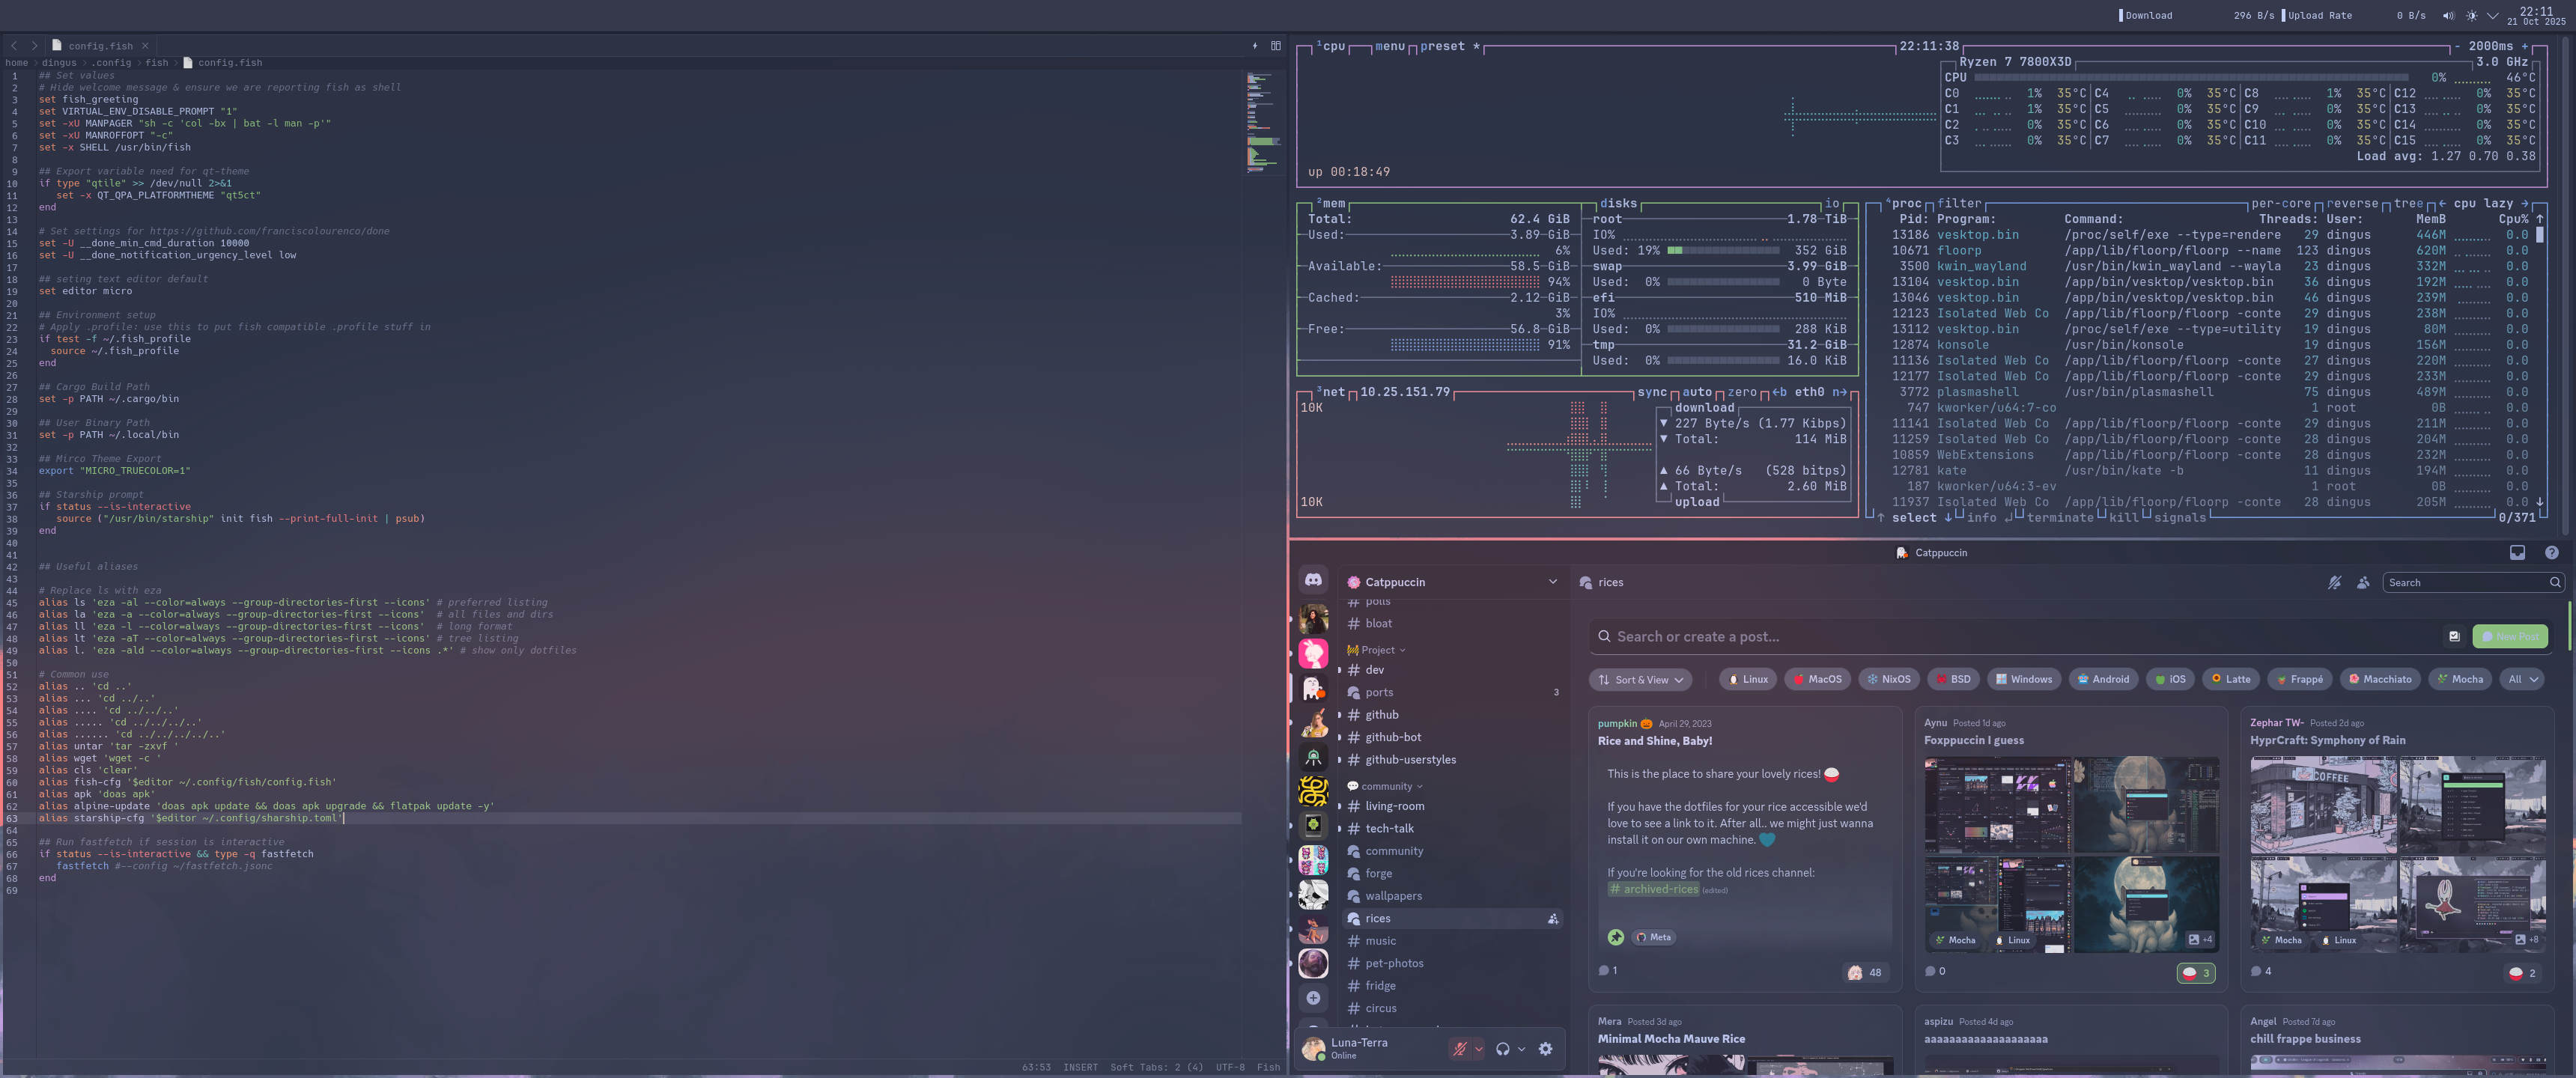 Download 296 B/s Upload Rate 0 B/s 22:11
21 Oct 2025
config.fish
home > dingus > .config > fish > config.fish
1 ## Set values
2 # Hide welcome message & ensure we are reporting fish as shell
3 set fish_greeting
4 set VIRTUAL_ENV_DISABLE_PROMPT "1"
5 set -xU MANPAGER "sh -c 'col -bx | bat -l man -p'"
6 set -xU MANROFFOPT "-c"
7 set -x SHELL /usr/bin/fish
8
9 ## Export variable need for qt-theme
10 if type "qtile" >> /dev/null 2>&1
11 set -x QT_QPA_PLATFORMTHEME "qt5ct"
12 end
13
14 # Set settings for https://github.com/franciscolourenco/done
15 set -U __done_min_cmd_duration 10000
16 set -U __done_notification_urgency_level low
17
18 ## seting text editor default
19 set editor micro
20
21 ## Environment setup
22 # Apply .profile: use this to put fish compatible .profile stuff in
23 if test -f ~/.fish_profile
24 source ~/.fish_profile
25 end
26
27 ## Cargo Build Path
28 set -p PATH ~/.cargo/bin
29
30 ## User Binary Path
31 set -p PATH ~/.local/bin
32
33 ## Mirco Theme Export
34 export "MICRO_TRUECOLOR=1"
35
36 ## Starship prompt
37 if status --is-interactive
38 source ("/usr/bin/starship" init fish --print-full-init | psub)
39 end
40
41
42 ## Useful aliases
43
44 # Replace ls with eza
45 alias ls 'eza -al --color=always --group-directories-first --icons' # preferred listing
46 alias la 'eza -a --color=always --group-directories-first --icons' # all files and dirs
47 alias ll 'eza -l --color=always --group-directories-first --icons' # long format
48 alias lt 'eza -aT --color=always --group-directories-first --icons' # tree listing
49 alias l. 'eza -ald --color=always --group-directories-first --icons .*' # show only dotfiles
50
51 # Common use
52 alias .. 'cd ..'
53 alias ... 'cd ../..'
54 alias .... 'cd ../../..'
55 alias ..... 'cd ../../../..'
56 alias ...... 'cd ../../../../..'
57 alias untar 'tar -zxvf '
58 alias wget 'wget -c '
59 alias cls 'clear'
60 alias fish-cfg '$editor ~/.config/fish/config.fish'
61 alias apk 'doas apk'
62 alias alpine-update 'doas apk update && doas apk upgrade && flatpak update -y'
63 alias starship-cfg '$editor ~/.config/sharship.toml'
64
65 ## Run fastfetch if session is interactive
66 if status --is-interactive && type -q fastfetch
67 fastfetch #--config ~/fastfetch.jsonc
68 end
69
63:53 INSERT Soft Tabs: 2 (4) UTF-8 Fish
1cpu menu preset * 22:11:38 - 2000ms +
Ryzen 7 7800X3D 3.0 GHz
CPU 0% 46°C
C0 1% 35°C C4 0% 35°C C8 1% 35°C C12 0% 35°C
C1 1% 35°C C5 0% 35°C C9 0% 35°C C13 0% 35°C
C2 0% 35°C C6 0% 35°C C10 0% 35°C C14 0% 35°C
C3 0% 35°C C7 0% 35°C C11 0% 35°C C15 0% 35°C
Load avg: 1.27 0.70 0.38
up 00:18:49
2mem
Total: 62.4 GiB
Used: 3.89 GiB
6%
Available: 58.5 GiB
94%
Cached: 2.12 GiB
3%
Free: 56.8 GiB
91%
disks io
root 1.78 TiB
IO%
Used: 19% 352 GiB
swap 3.99 GiB
Used: 0% 0 Byte
efi 510 MiB
IO%
Used: 0% 288 KiB
tmp 31.2 GiB
Used: 0% 16.0 KiB
3net 10.25.151.79 sync auto zero <b eth0 n>
10K
download
▼ 227 Byte/s (1.77 Kibps)
▼ Total: 114 MiB
▲ 66 Byte/s (528 bitps)
▲ Total: 2.60 MiB
upload
10K
4proc filter per-core reverse tree ← cpu lazy →
Pid: Program: Command: Threads: User: MemB Cpu% ↑
13186 vesktop.bin /proc/self/exe --type=rendere 29 dingus 446M 0.0
10671 floorp /app/lib/floorp/floorp --name 123 dingus 620M 0.0
3500 kwin_wayland /usr/bin/kwin_wayland --wayla 23 dingus 332M 0.0
13104 vesktop.bin /app/bin/vesktop/vesktop.bin 36 dingus 192M 0.0
13046 vesktop.bin /app/bin/vesktop/vesktop.bin 46 dingus 239M 0.0
12123 Isolated Web Co /app/lib/floorp/floorp -conte 29 dingus 238M 0.0
13112 vesktop.bin /proc/self/exe --type=utility 19 dingus 80M 0.0
12874 konsole /usr/bin/konsole 19 dingus 156M 0.0
11136 Isolated Web Co /app/lib/floorp/floorp -conte 27 dingus 220M 0.0
12177 Isolated Web Co /app/lib/floorp/floorp -conte 29 dingus 233M 0.0
3772 plasmashell /usr/bin/plasmashell 75 dingus 489M 0.0
747 kworker/u64:7-co 1 root 0B 0.0
11141 Isolated Web Co /app/lib/floorp/floorp -conte 29 dingus 211M 0.0
11259 Isolated Web Co /app/lib/floorp/floorp -conte 28 dingus 204M 0.0
10859 WebExtensions /app/lib/floorp/floorp -conte 28 dingus 232M 0.0
12781 kate /usr/bin/kate -b 11 dingus 194M 0.0
187 kworker/u64:3-ev 1 root 0B 0.0
11937 Isolated Web Co /app/lib/floorp/floorp -conte 28 dingus 205M 0.0 ↓
↑ select ↓ info ↵ terminate kill signals 0/371
Catppuccin
Catppuccin
polls
bloat
Project
dev
ports 3
github
github-bot
github-userstyles
community
living-room
tech-talk
community
forge
wallpapers
rices
music
pet-photos
fridge
circus
Luna-Terra
Online
rices Search
Search or create a post... New Post
Sort & View Linux MacOS NixOS BSD Windows Android iOS Latte Frappé Macchiato Mocha All
pumpkin April 29, 2023
Rice and Shine, Baby!
This is the place to share your lovely rices!
If you have the dotfiles for your rice accessible we'd
love to see a link to it. After all.. we might just wanna
install it on our own machine.
If you're looking for the old rices channel:
# archived-rices (edited)
Meta
1 48
Aynu Posted 1d ago
Foxppuccin I guess
Mocha Linux +4
0 3
Zephar TW- Posted 2d ago
HyprCraft: Symphony of Rain
COFFEE
Mocha Linux +8
4 2
Mera Posted 3d ago
Minimal Mocha Mauve Rice
aspizu Posted 4d ago
aaaaaaaaaaaaaaaaaaaa
Angel Posted 7d ago
chill frappe business